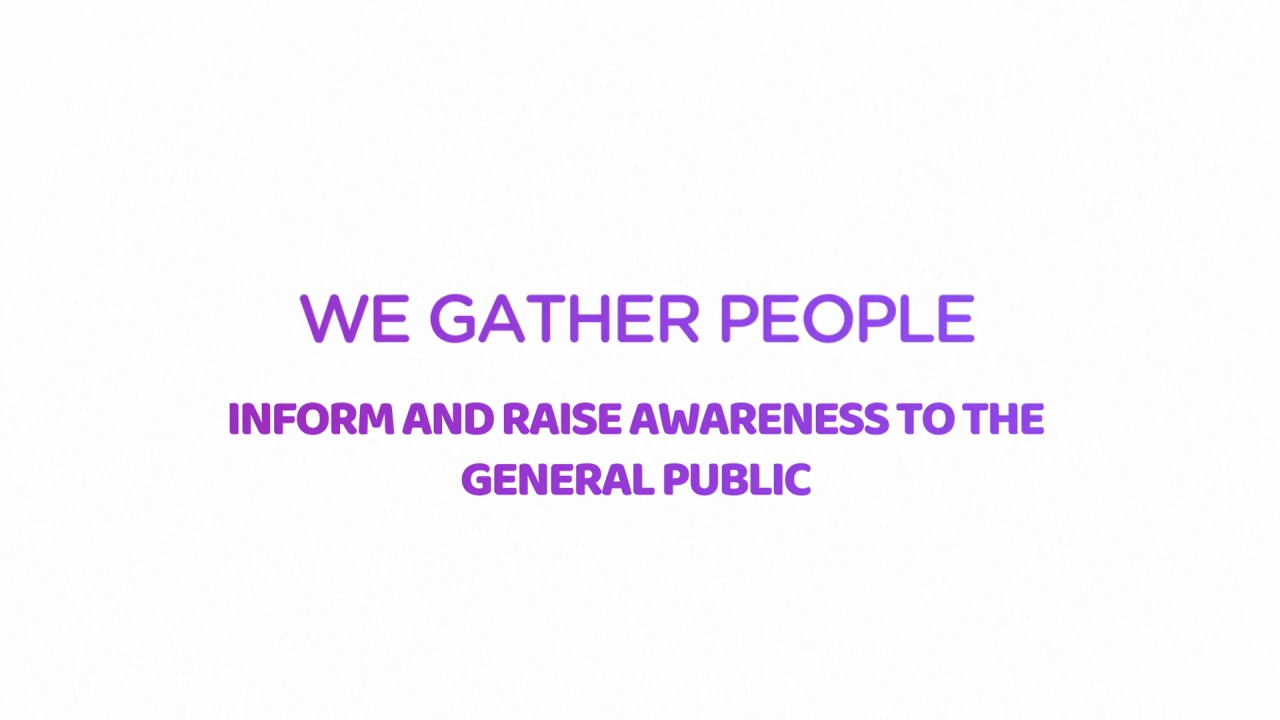 WE GATHER PEOPLE
INFORM AND RAISE AWARENESS TO THE
GENERAL PUBLIC